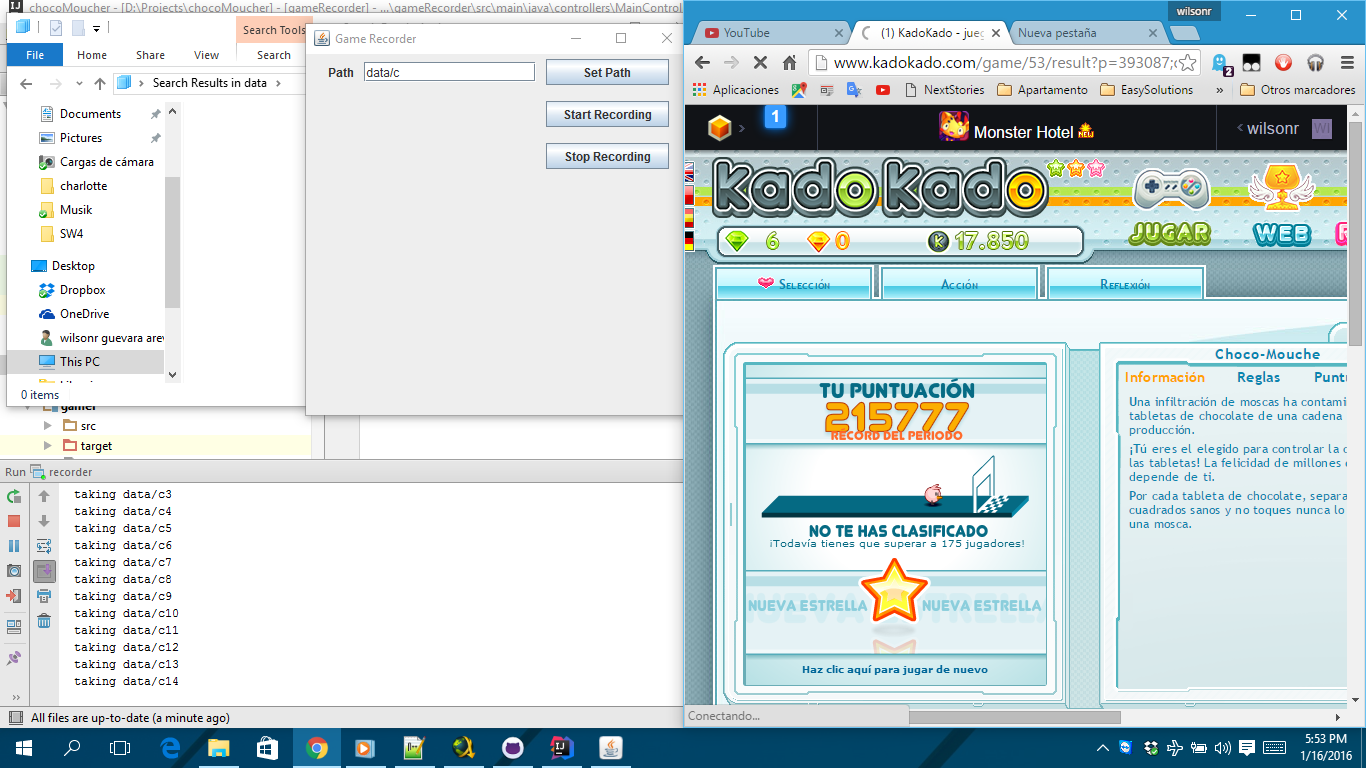 chocoMoucher - [D:\Projects\chocoMoucher] - [gameRecorder] - ...\gameRecorder\src\main\java\controllers\MainControl
Search Tools
File
Home
Share
View
Search
Search Results in data
Documents
Pictures
Cargas de cámara
charlotte
Musik
SW4
Desktop
Dropbox
OneDrive
wilsonr guevara arev
This PC
0 items
Game Recorder
Path
data/c
Set Path
Start Recording
Stop Recording
gamer
src
target
Run
recorder
taking data/c3
taking data/c4
taking data/c5
taking data/c6
taking data/c7
taking data/c8
taking data/c9
taking data/c10
taking data/c11
taking data/c12
taking data/c13
taking data/c14
All files are up-to-date (a minute ago)
wilsonr
YouTube
(1) KadoKado - jueg
Nueva pestaña
www.kadokado.com/game/53/result?p=393087;
2
Aplicaciones
NextStories
Apartamento
EasySolutions
»
Otros marcadores
1
Monster Hotel NEW
wilsonr
WI
KadoKado
6
0
K 17.850
JUGAR
WEB
Selección
Acción
Reflexión
TU PUNTUACIÓN
215777
RECORD DEL PERIODO
NO TE HAS CLASIFICADO
¡Todavía tienes que superar a 175 jugadores!
NUEVA ESTRELLA
NUEVA ESTRELLA
Haz clic aquí para jugar de nuevo
Choco-Mouche
Información
Reglas
Puntu
Una infiltración de moscas ha contami
tabletas de chocolate de una cadena
producción.
¡Tú eres el elegido para controlar la c
las tabletas! La felicidad de millones
depende de ti.
Por cada tableta de chocolate, separa
cuadrados sanos y no toques nunca lo
una mosca.
Conectando...
5:53 PM
1/16/2016